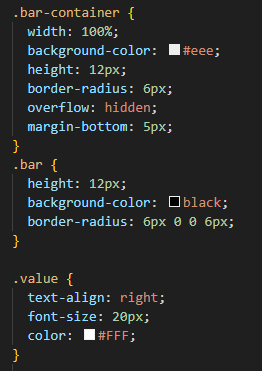 .bar-container {
width: 100%;
background-color: #eee;
height: 12px;
border-radius: 6px;
overflow: hidden;
margin-bottom: 5px;
}
.bar {
height: 12px;
background-color: black;
border-radius: 6px 0 0 6px;
}
.value {
text-align: right;
font-size: 20px;
color: #FFF;
}